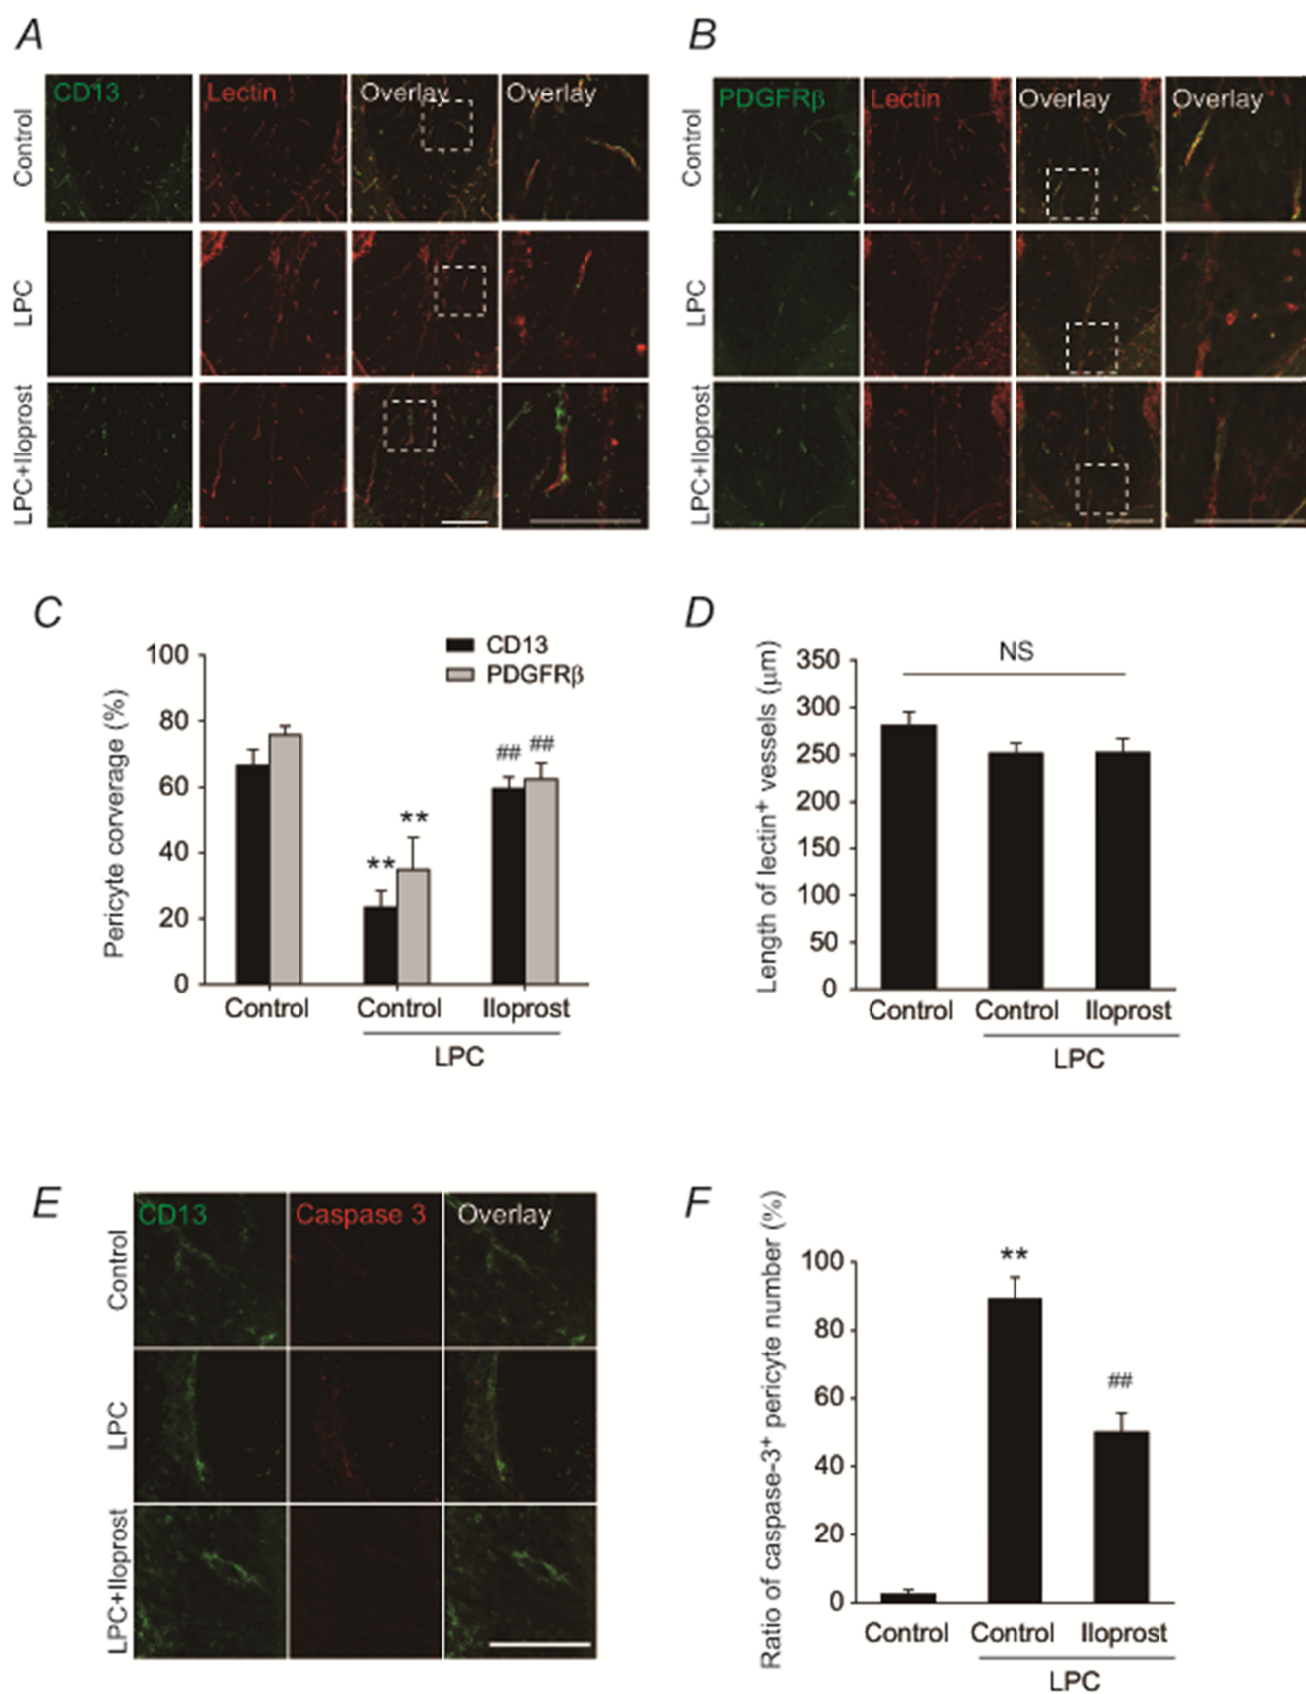 A
CD13 Lectin Overlay Overlay
Control
LPC
LPC+Iloprost
B
PDGFRβ Lectin Overlay Overlay
Control
LPC
LPC+Iloprost
C
Pericyte corverage (%)
100
80
60
40
20
0
CD13
PDGFRβ
**
**
##
##
Control Control Iloprost
LPC
D
Length of lectin⁺ vessels (μm)
350
300
250
200
150
100
50
0
NS
Control Control Iloprost
LPC
E
CD13 Caspase 3 Overlay
Control
LPC
LPC+Iloprost
F
Ratio of caspase-3⁺ pericyte number (%)
100
80
60
40
20
0
**
##
Control Control Iloprost
LPC